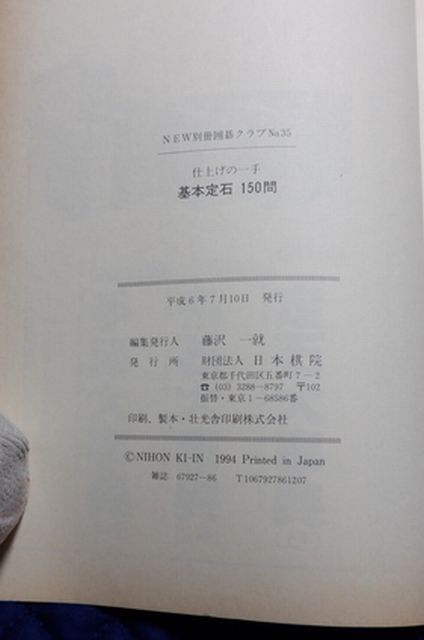 NEW別冊囲碁クラブNo.35
仕上げの一手
基本定石 150問
平成6年7月10日 発行
編集発行人 藤沢 一就
発行所 財団法人 日本棋院
東京都千代田区五番町7-2
☎ (03) 3288-8797 〒102
振替・東京1-68586番
印刷、製本・壮光舎印刷株式会社
©NIHON KI-IN 1994 Printed in Japan
雑誌 67927-86 T1067927861207